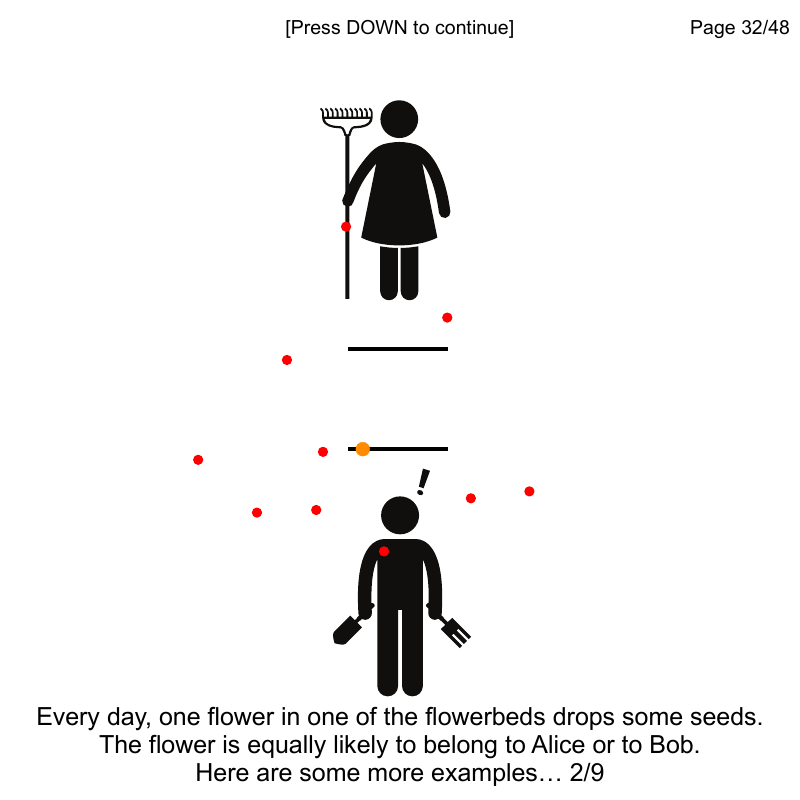 [Press DOWN to continue]
Page 32/48
!
Every day, one flower in one of the flowerbeds drops some seeds.
The flower is equally likely to belong to Alice or to Bob.
Here are some more examples… 2/9